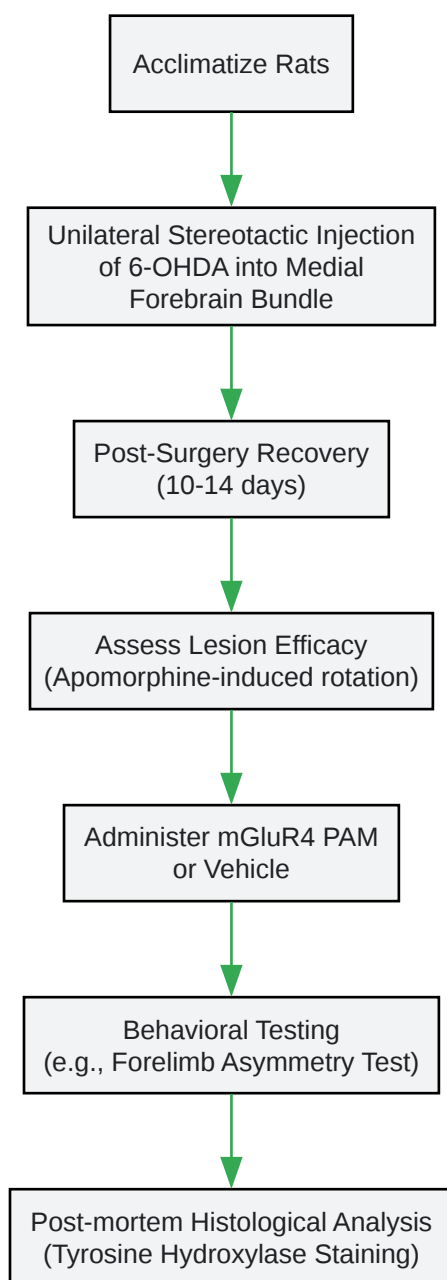 Acclimatize Rats
Unilateral Stereotactic Injection
of 6-OHDA into Medial
Forebrain Bundle
Post-Surgery Recovery
(10-14 days)
Assess Lesion Efficacy
(Apomorphine-induced rotation)
Administer mGluR4 PAM
or Vehicle
Behavioral Testing
(e.g., Forelimb Asymmetry Test)
Post-mortem Histological Analysis
(Tyrosine Hydroxylase Staining)